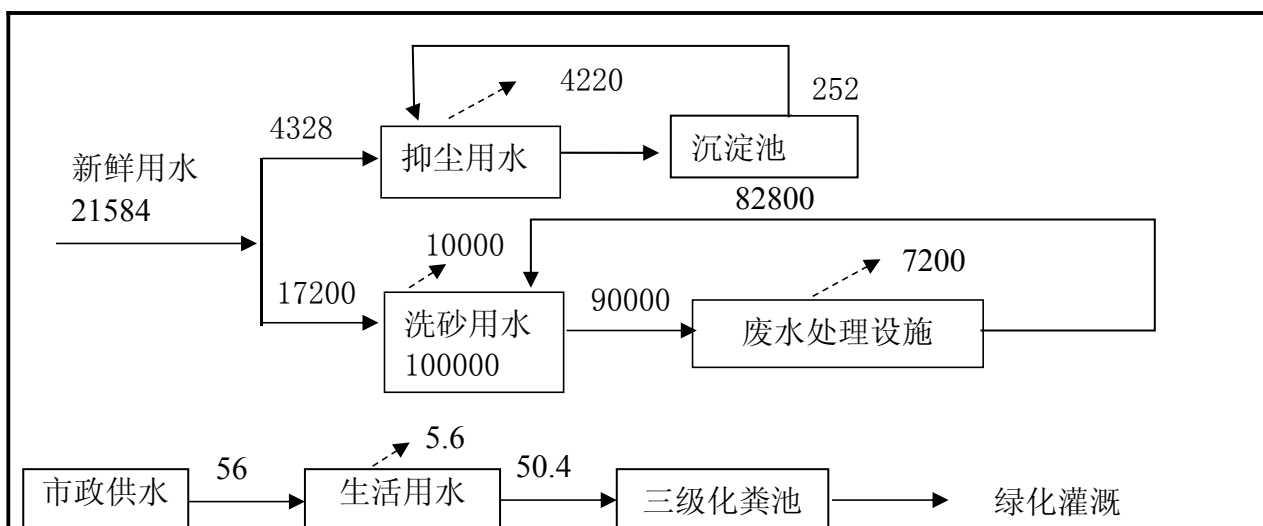 4220
252
4328
抑尘用水
沉淀池
新鲜用水
21584
82800
10000
7200
17200
洗砂用水
100000
90000
废水处理设施
5.6
56
50.4
市政供水
生活用水
三级化粪池
绿化灌溉